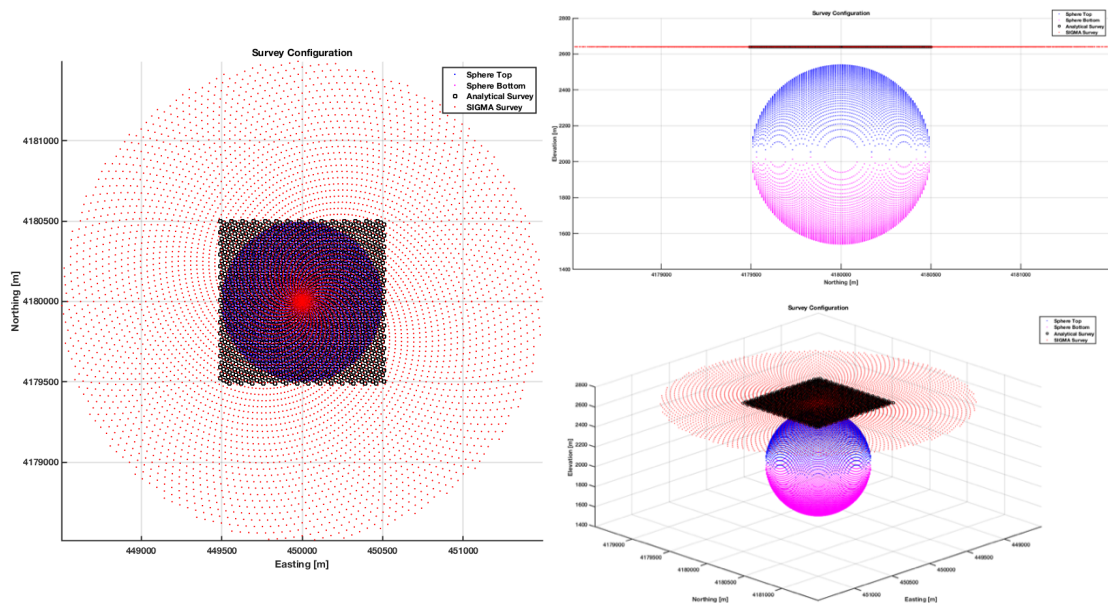 Survey Configuration
Sphere Top
Sphere Bottom
Analytical Survey
SIGMA Survey
4181000
4180500
4180000
4179500
4179000
Northing [m]
449000
449500
450000
450500
451000
Easting [m]
Survey Configuration
Sphere Top
Sphere Bottom
Analytical Survey
SIGMA Survey
2800
2600
2400
2200
2000
1800
1600
1400
Elevation [m]
4179000
4180000
4181000
Northing [m]
Survey Configuration
Sphere Top
Sphere Bottom
Analytical Survey
SIGMA Survey
2800
2600
2400
2200
2000
1800
1600
1400
Elevation [m]
4179000
4179500
4180000
4180500
4181000
Northing [m]
449000
449500
450000
450500
451000
Easting [m]